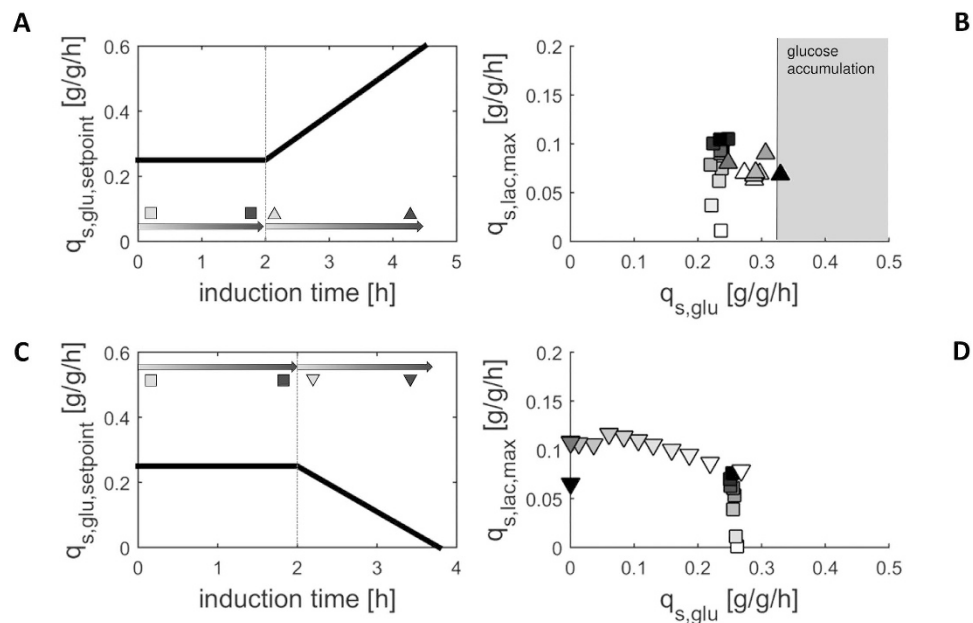 A
q_s,glu,setpoint [g/g/h]
0.6
0.4
0.2
0
0 1 2 3 4 5
induction time [h]
B
q_s,lac,max [g/g/h]
0.2
0.15
0.1
0.05
0
glucose
accumulation
0 0.1 0.2 0.3 0.4 0.5
q_s,glu [g/g/h]
C
q_s,glu,setpoint [g/g/h]
0.6
0.4
0.2
0
0 1 2 3 4
induction time [h]
D
q_s,lac,max [g/g/h]
0.2
0.15
0.1
0.05
0
0 0.1 0.2 0.3 0.4 0.5
q_s,glu [g/g/h]